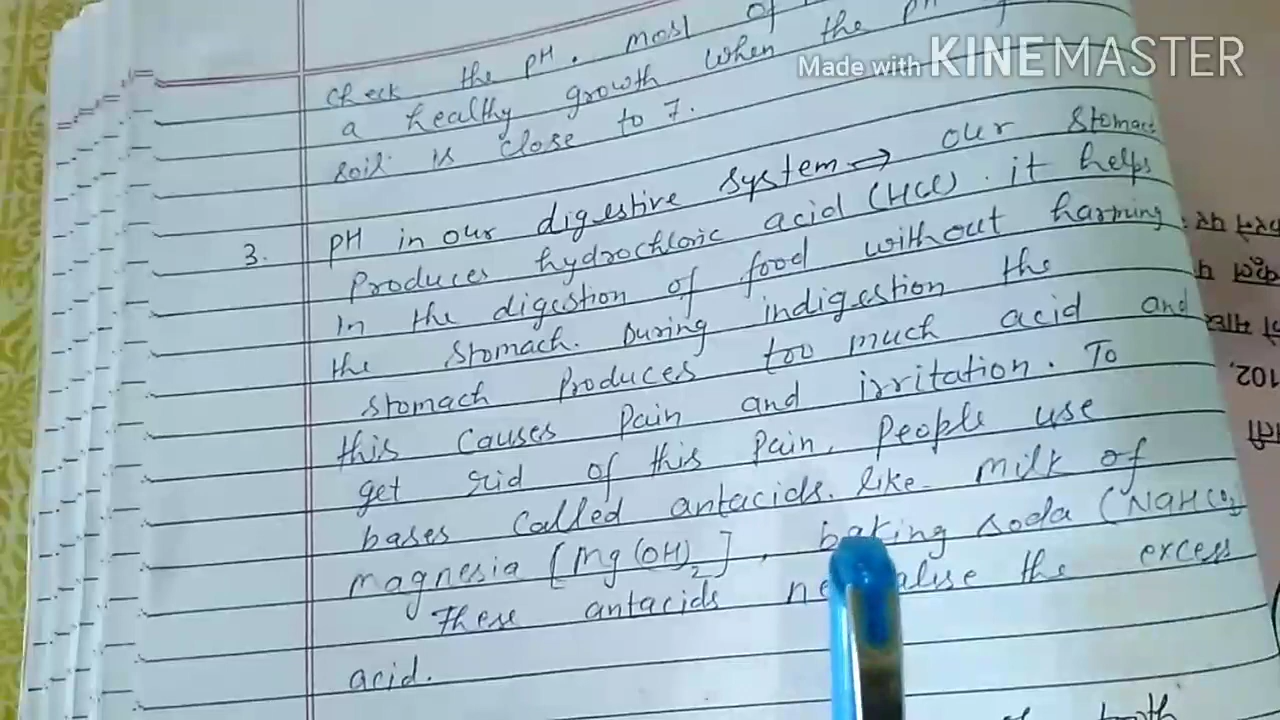 Made with KINEMASTER
check the pH. most of
a healthy growth when the pH of
soil is close to 7.
3. pH in our digestive system → our stomach
produces hydrochloric acid (HCl). it helps
in the digestion of food without harming
the stomach. During indigestion the
stomach produces too much acid and
this causes pain and irritation. To
get rid of this pain, people use
bases called antacids. like milk of
magnesia [Mg(OH)2], baking soda (NaHCO3
These antacids the excess
acid.
102.